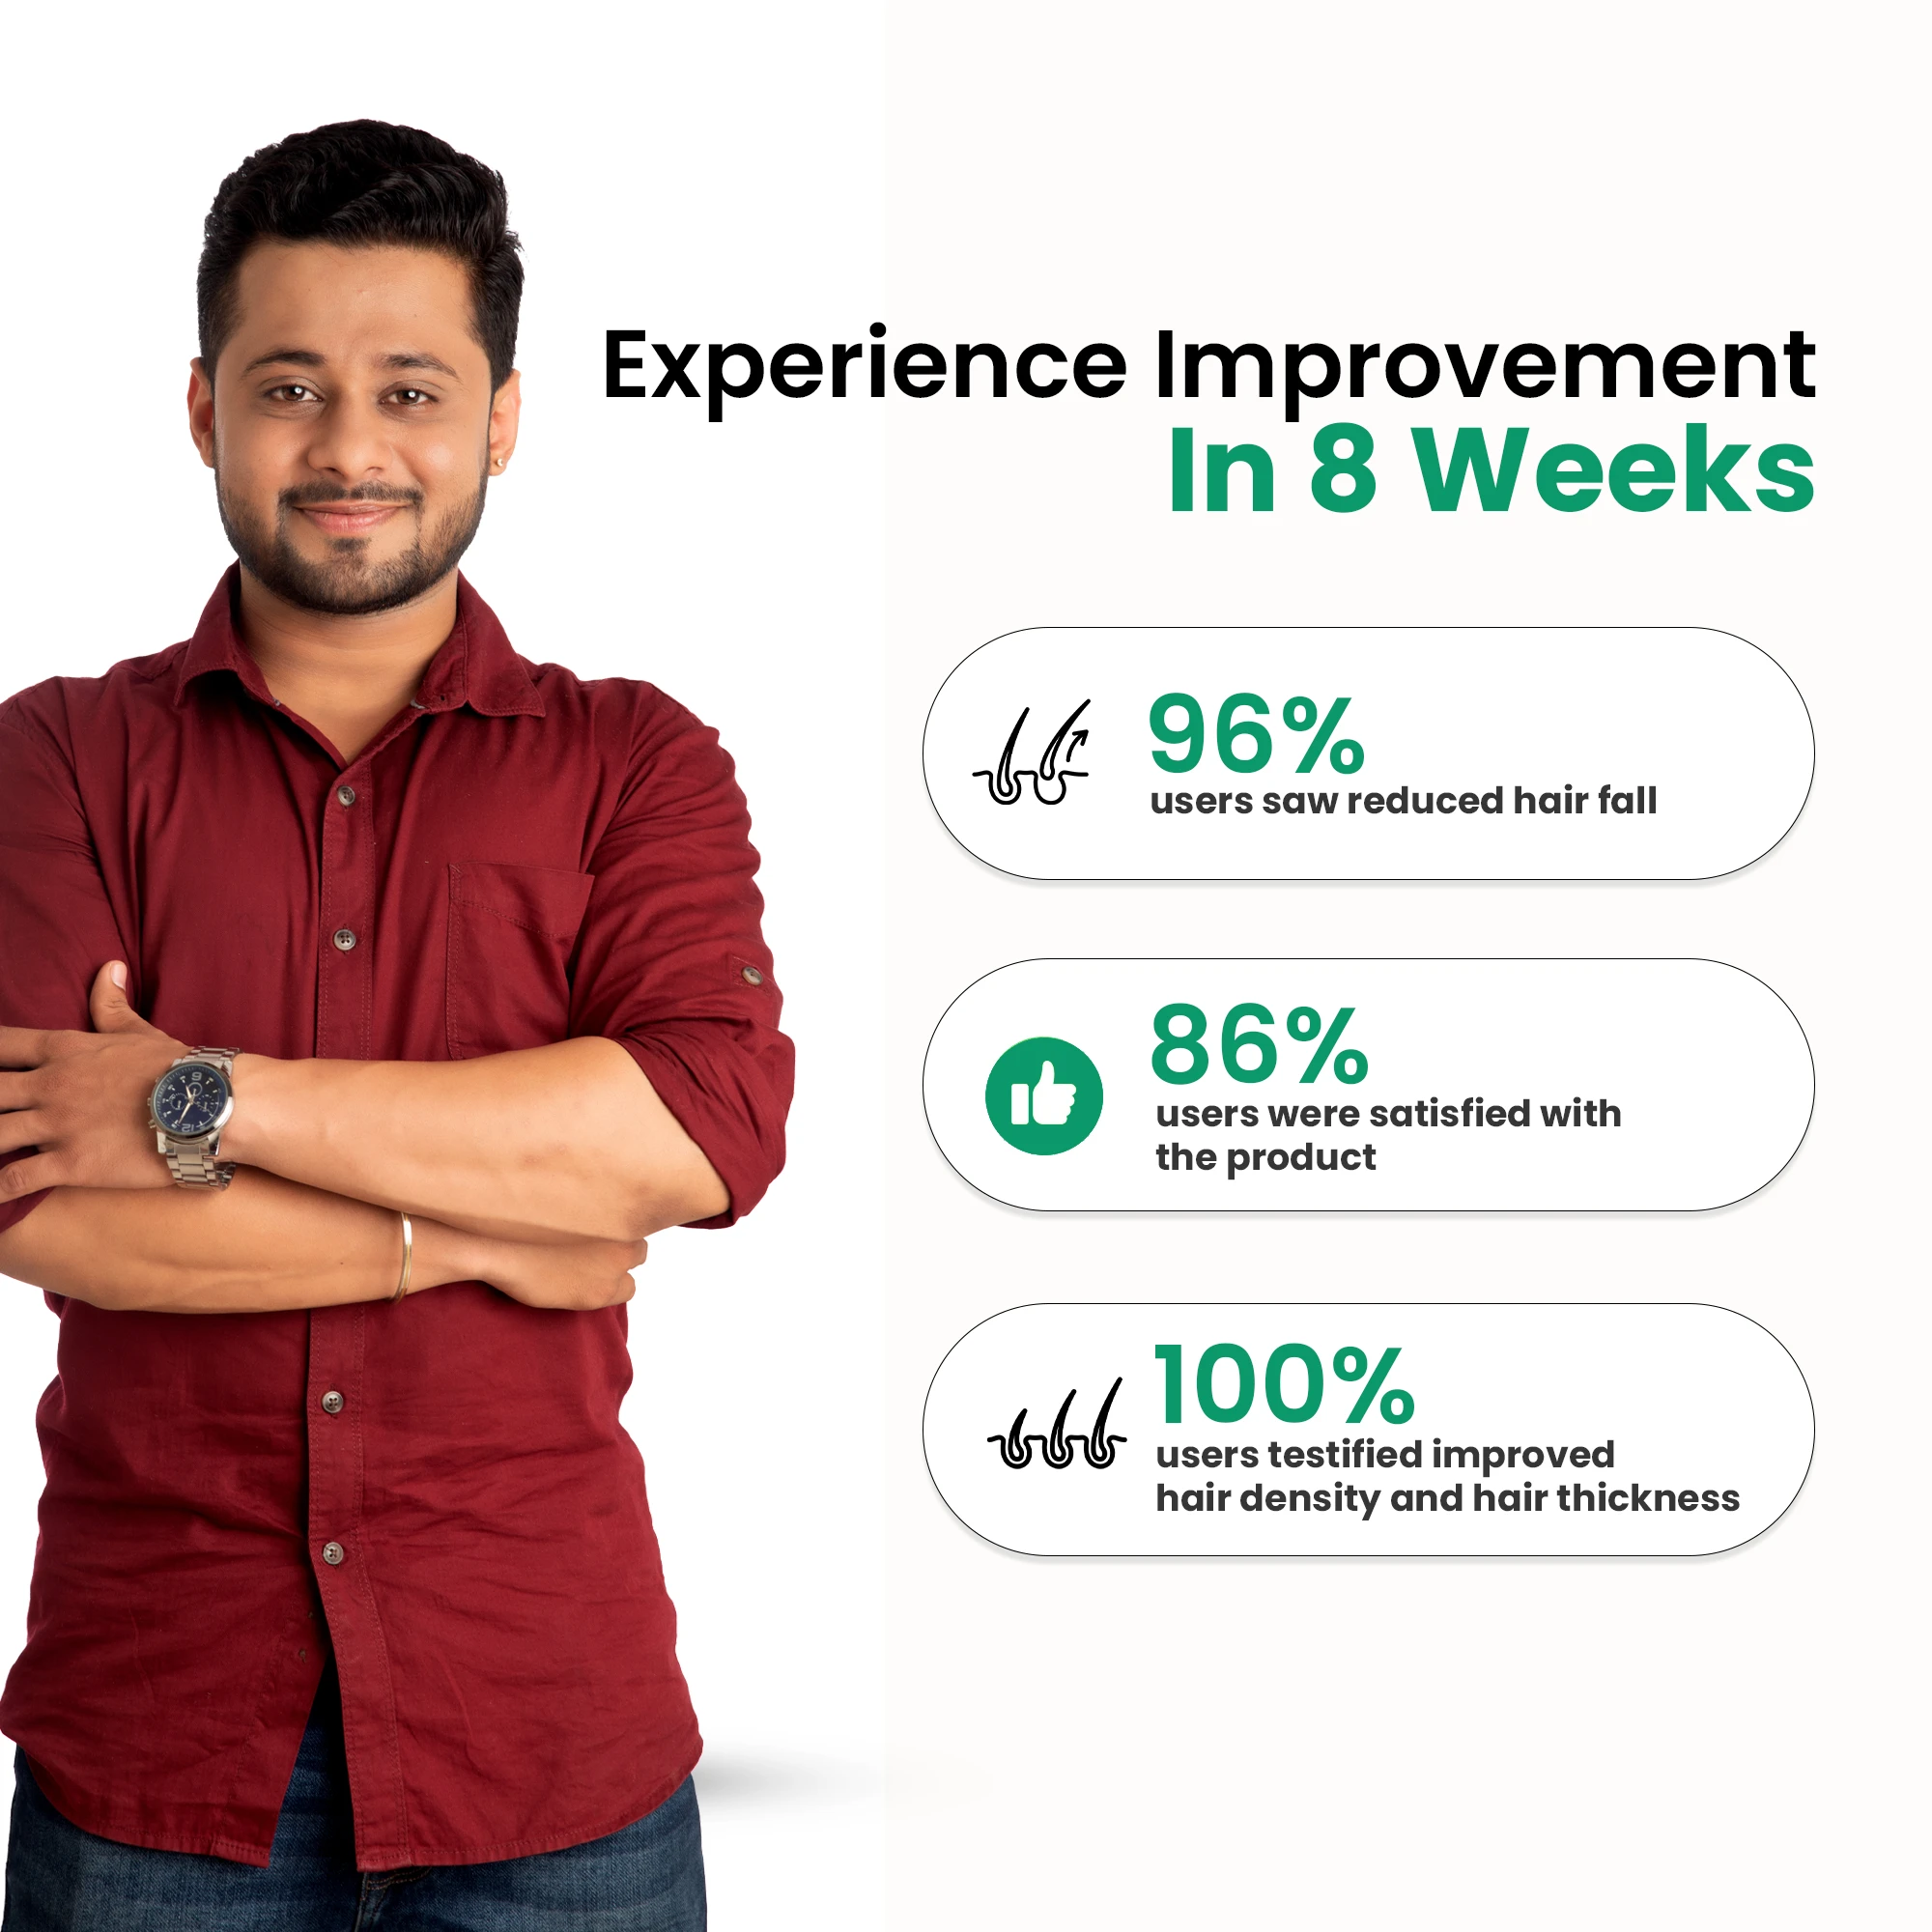 Experience Improvement
In 8 Weeks
96%
users saw reduced hair fall
86%
users were satisfied with
the product
100%
users testified improved
hair density and hair thickness